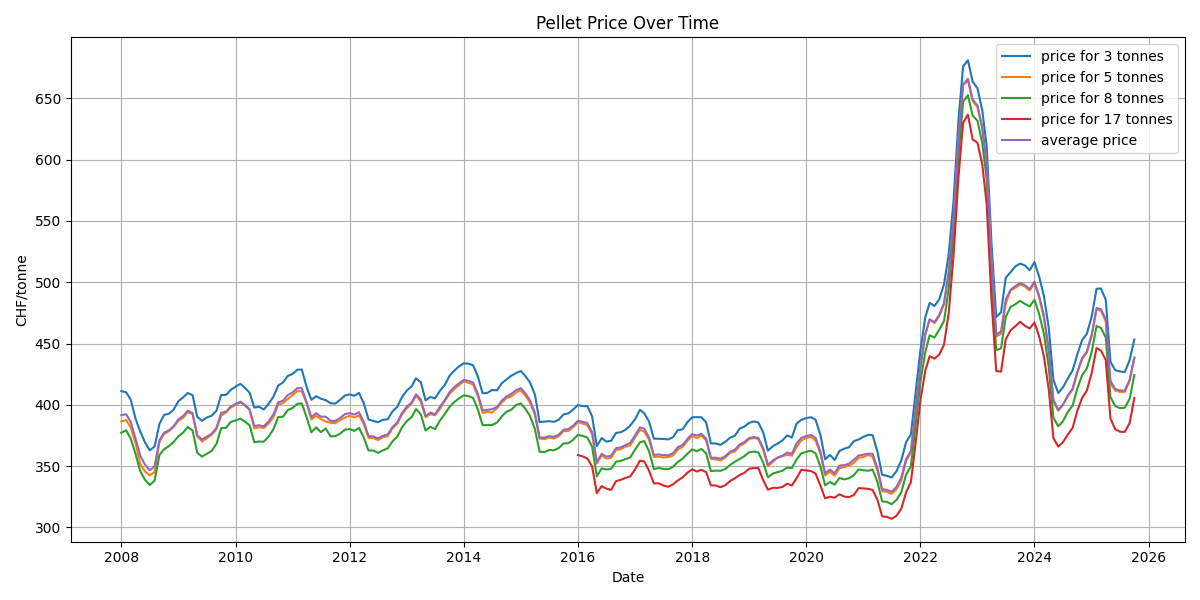 Pellet Price Over Time
price for 3 tonnes
price for 5 tonnes
price for 8 tonnes
price for 17 tonnes
average price
650
600
550
500
450
400
350
300
CHF/tonne
2008 2010 2012 2014 2016 2018 2020 2022 2024 2026
Date